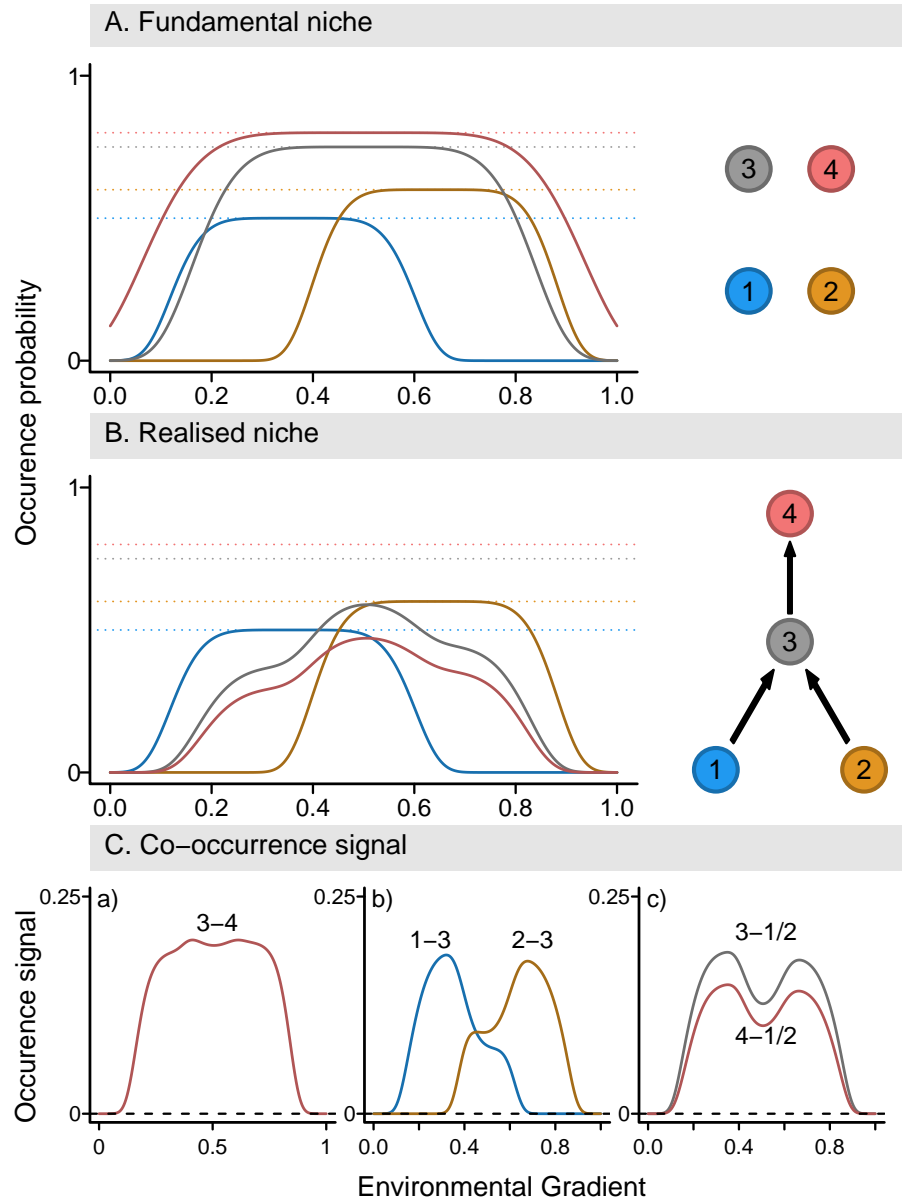 A. Fundamental niche
1
0
0.0 0.2 0.4 0.6 0.8 1.0
3 4
1 2
Occurence probability
B. Realised niche
1
0
0.0 0.2 0.4 0.6 0.8 1.0
4
3
1 2
C. Co−occurrence signal
Occurence signal
a)
0.25
0
3−4
0 0.5 1
b)
0.25
0
1−3 2−3
0.0 0.4 0.8
c)
0.25
0
3−1/2
4−1/2
0.0 0.4 0.8
Environmental Gradient